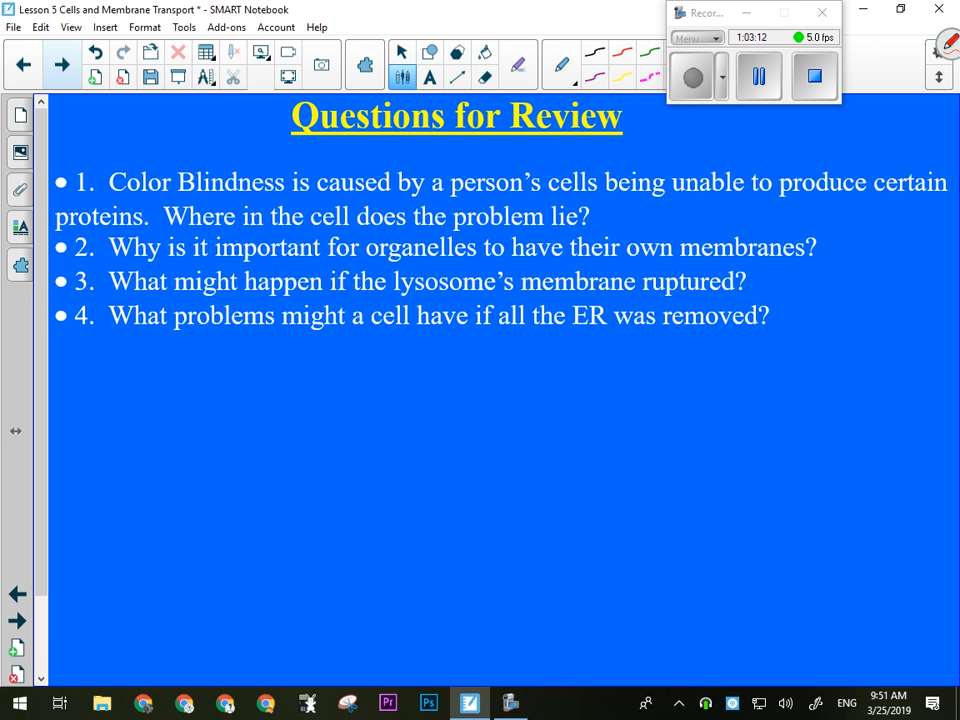 Lesson 5 Cells and Membrane Transport * - SMART Notebook
Recor...
File Edit View Insert Format Tools Add-ons Account Help
Menu 1:03:12 5.0 fps
Questions for Review
• 1. Color Blindness is caused by a person's cells being unable to produce certain
proteins. Where in the cell does the problem lie?
• 2. Why is it important for organelles to have their own membranes?
• 3. What might happen if the lysosome's membrane ruptured?
• 4. What problems might a cell have if all the ER was removed?
Pr Ps ENG 9:51 AM
3/25/2019